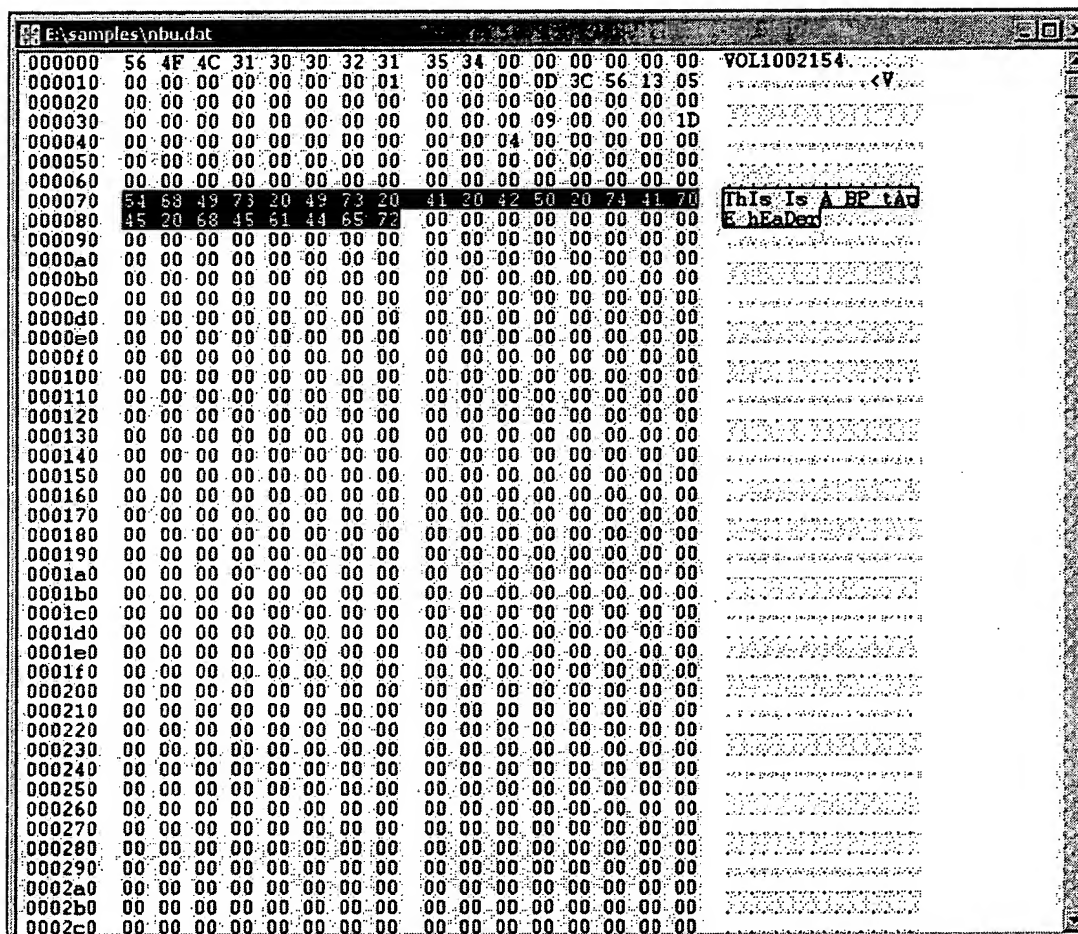 E:\samples\nbu.dat
000000 56 4F 4C 31 30 30 32 31 35 34 00 00 00 00 00 00 VOL1002154......
000010 00 00 00 00 00 00 00 01 00 00 00 0D 3C 56 13 05 ............<V..
000020 00 00 00 00 00 00 00 00 00 00 00 00 00 00 00 00 ................
000030 00 00 00 00 00 00 00 00 00 00 00 09 00 00 00 1D ................
000040 00 00 00 00 00 00 00 00 00 00 04 00 00 00 00 00 ................
000050 00 00 00 00 00 00 00 00 00 00 00 00 00 00 00 00 ................
000060 00 00 00 00 00 00 00 00 00 00 00 00 00 00 00 00 ................
000070 54 68 49 73 20 49 73 20 41 20 42 50 20 74 41 70 ThIs Is A BP tAp
000080 45 20 68 45 61 44 65 72 00 00 00 00 00 00 00 00 E hEaDer........
000090 00 00 00 00 00 00 00 00 00 00 00 00 00 00 00 00 ................
0000a0 00 00 00 00 00 00 00 00 00 00 00 00 00 00 00 00 ................
0000b0 00 00 00 00 00 00 00 00 00 00 00 00 00 00 00 00 ................
0000c0 00 00 00 00 00 00 00 00 00 00 00 00 00 00 00 00 ................
0000d0 00 00 00 00 00 00 00 00 00 00 00 00 00 00 00 00 ................
0000e0 00 00 00 00 00 00 00 00 00 00 00 00 00 00 00 00 ................
0000f0 00 00 00 00 00 00 00 00 00 00 00 00 00 00 00 00 ................
000100 00 00 00 00 00 00 00 00 00 00 00 00 00 00 00 00 ................
000110 00 00 00 00 00 00 00 00 00 00 00 00 00 00 00 00 ................
000120 00 00 00 00 00 00 00 00 00 00 00 00 00 00 00 00 ................
000130 00 00 00 00 00 00 00 00 00 00 00 00 00 00 00 00 ................
000140 00 00 00 00 00 00 00 00 00 00 00 00 00 00 00 00 ................
000150 00 00 00 00 00 00 00 00 00 00 00 00 00 00 00 00 ................
000160 00 00 00 00 00 00 00 00 00 00 00 00 00 00 00 00 ................
000170 00 00 00 00 00 00 00 00 00 00 00 00 00 00 00 00 ................
000180 00 00 00 00 00 00 00 00 00 00 00 00 00 00 00 00 ................
000190 00 00 00 00 00 00 00 00 00 00 00 00 00 00 00 00 ................
0001a0 00 00 00 00 00 00 00 00 00 00 00 00 00 00 00 00 ................
0001b0 00 00 00 00 00 00 00 00 00 00 00 00 00 00 00 00 ................
0001c0 00 00 00 00 00 00 00 00 00 00 00 00 00 00 00 00 ................
0001d0 00 00 00 00 00 00 00 00 00 00 00 00 00 00 00 00 ................
0001e0 00 00 00 00 00 00 00 00 00 00 00 00 00 00 00 00 ................
0001f0 00 00 00 00 00 00 00 00 00 00 00 00 00 00 00 00 ................
000200 00 00 00 00 00 00 00 00 00 00 00 00 00 00 00 00 ................
000210 00 00 00 00 00 00 00 00 00 00 00 00 00 00 00 00 ................
000220 00 00 00 00 00 00 00 00 00 00 00 00 00 00 00 00 ................
000230 00 00 00 00 00 00 00 00 00 00 00 00 00 00 00 00 ................
000240 00 00 00 00 00 00 00 00 00 00 00 00 00 00 00 00 ................
000250 00 00 00 00 00 00 00 00 00 00 00 00 00 00 00 00 ................
000260 00 00 00 00 00 00 00 00 00 00 00 00 00 00 00 00 ................
000270 00 00 00 00 00 00 00 00 00 00 00 00 00 00 00 00 ................
000280 00 00 00 00 00 00 00 00 00 00 00 00 00 00 00 00 ................
000290 00 00 00 00 00 00 00 00 00 00 00 00 00 00 00 00 ................
0002a0 00 00 00 00 00 00 00 00 00 00 00 00 00 00 00 00 ................
0002b0 00 00 00 00 00 00 00 00 00 00 00 00 00 00 00 00 ................
0002c0 00 00 00 00 00 00 00 00 00 00 00 00 00 00 00 00